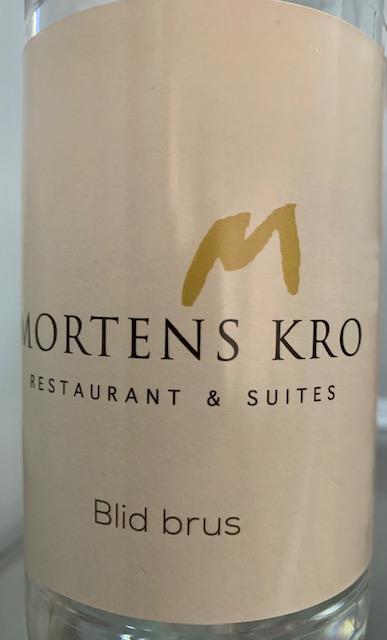 M
MORTENS KRO
RESTAURANT & SUITES
Blid brus